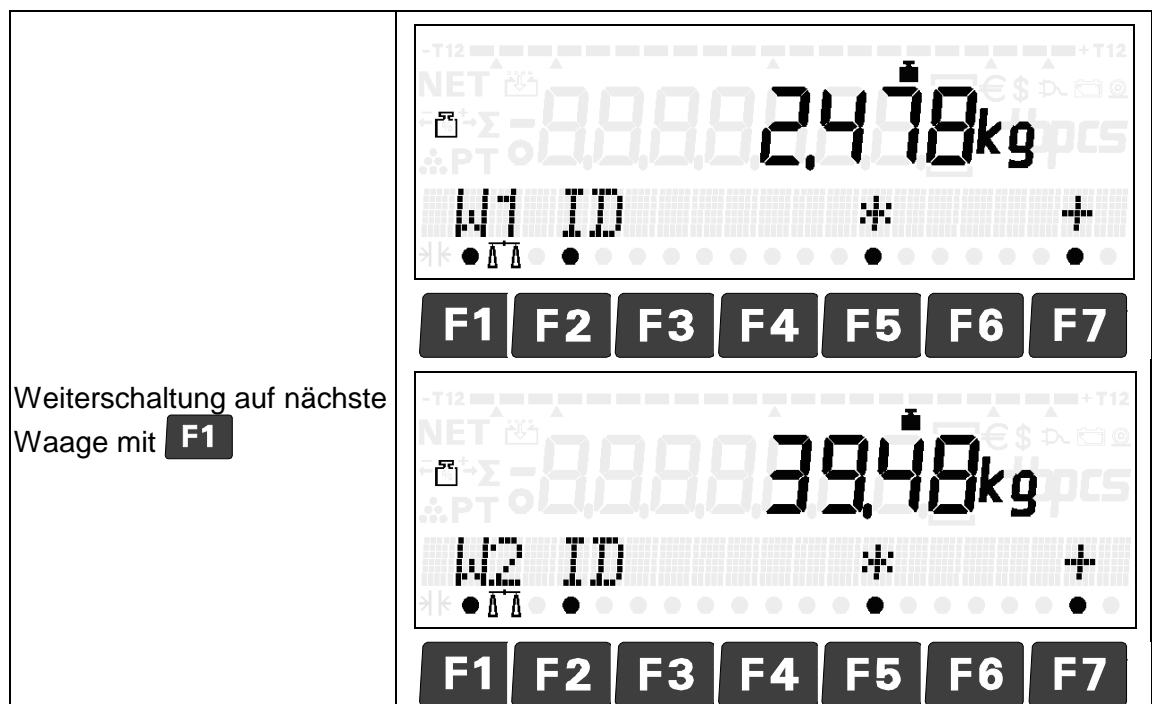 -T12 +T12
NET € $
2,478kg
Σ lb pcs
PT
W1 ID * +
F1 F2 F3 F4 F5 F6 F7
Weiterschaltung auf nächste
Waage mit F1
-T12 +T12
NET € $
39,48kg
Σ lb pcs
PT
W2 ID * +
F1 F2 F3 F4 F5 F6 F7